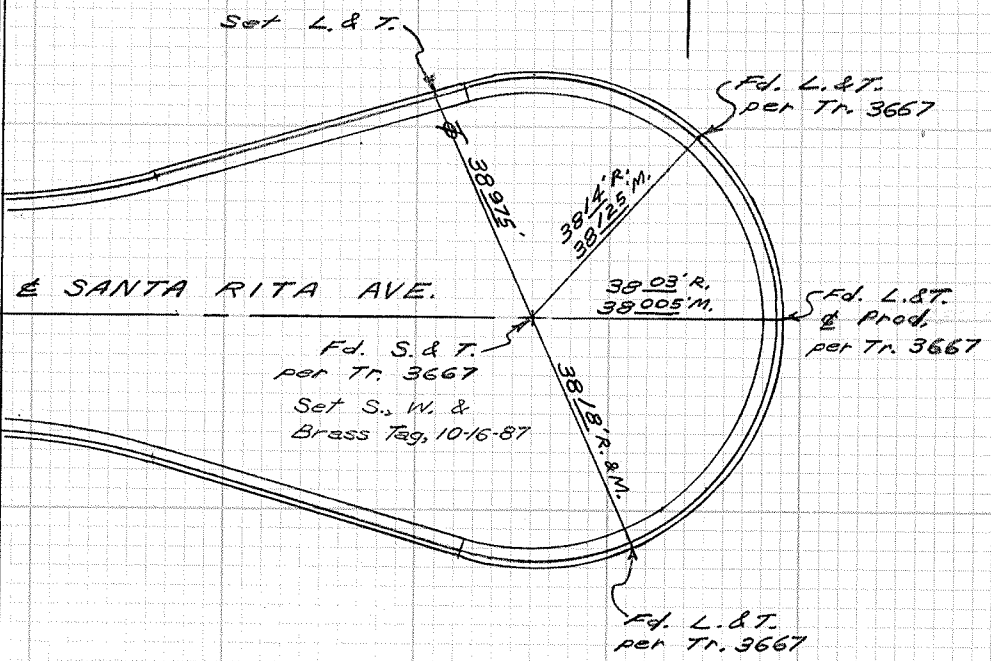 Set L. & T.
Fd. L. & T.
per Tr. 3667
38.975'
38.14' R.
38.125' M.
℄ SANTA RITA AVE.
38.03' R.
38.005' M.
Fd. L. & T.
℄ Prod.
per Tr. 3667
Fd. S. & T.
per Tr. 3667
Set S., W. &
Brass Tag, 10-16-87
38.18' R. & M.
Fd. L. & T.
per Tr. 3667